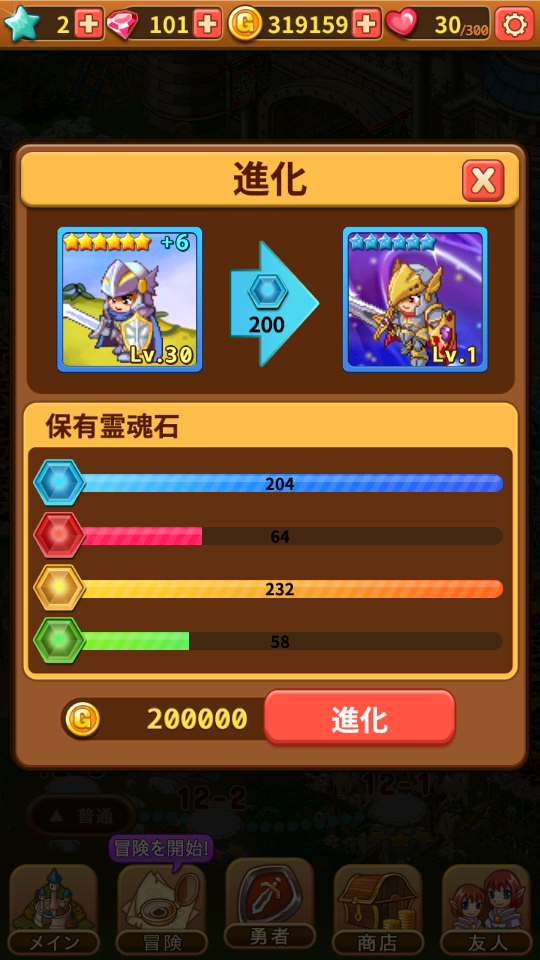 2 101 319159 30/300
進化
+6
Lv.30
200
Lv.1
保有霊魂石
204
64
232
58
200000 進化
12-2 12-1
▲ 普通
冒険を開始!
メイン 冒険 勇者 商店 友人